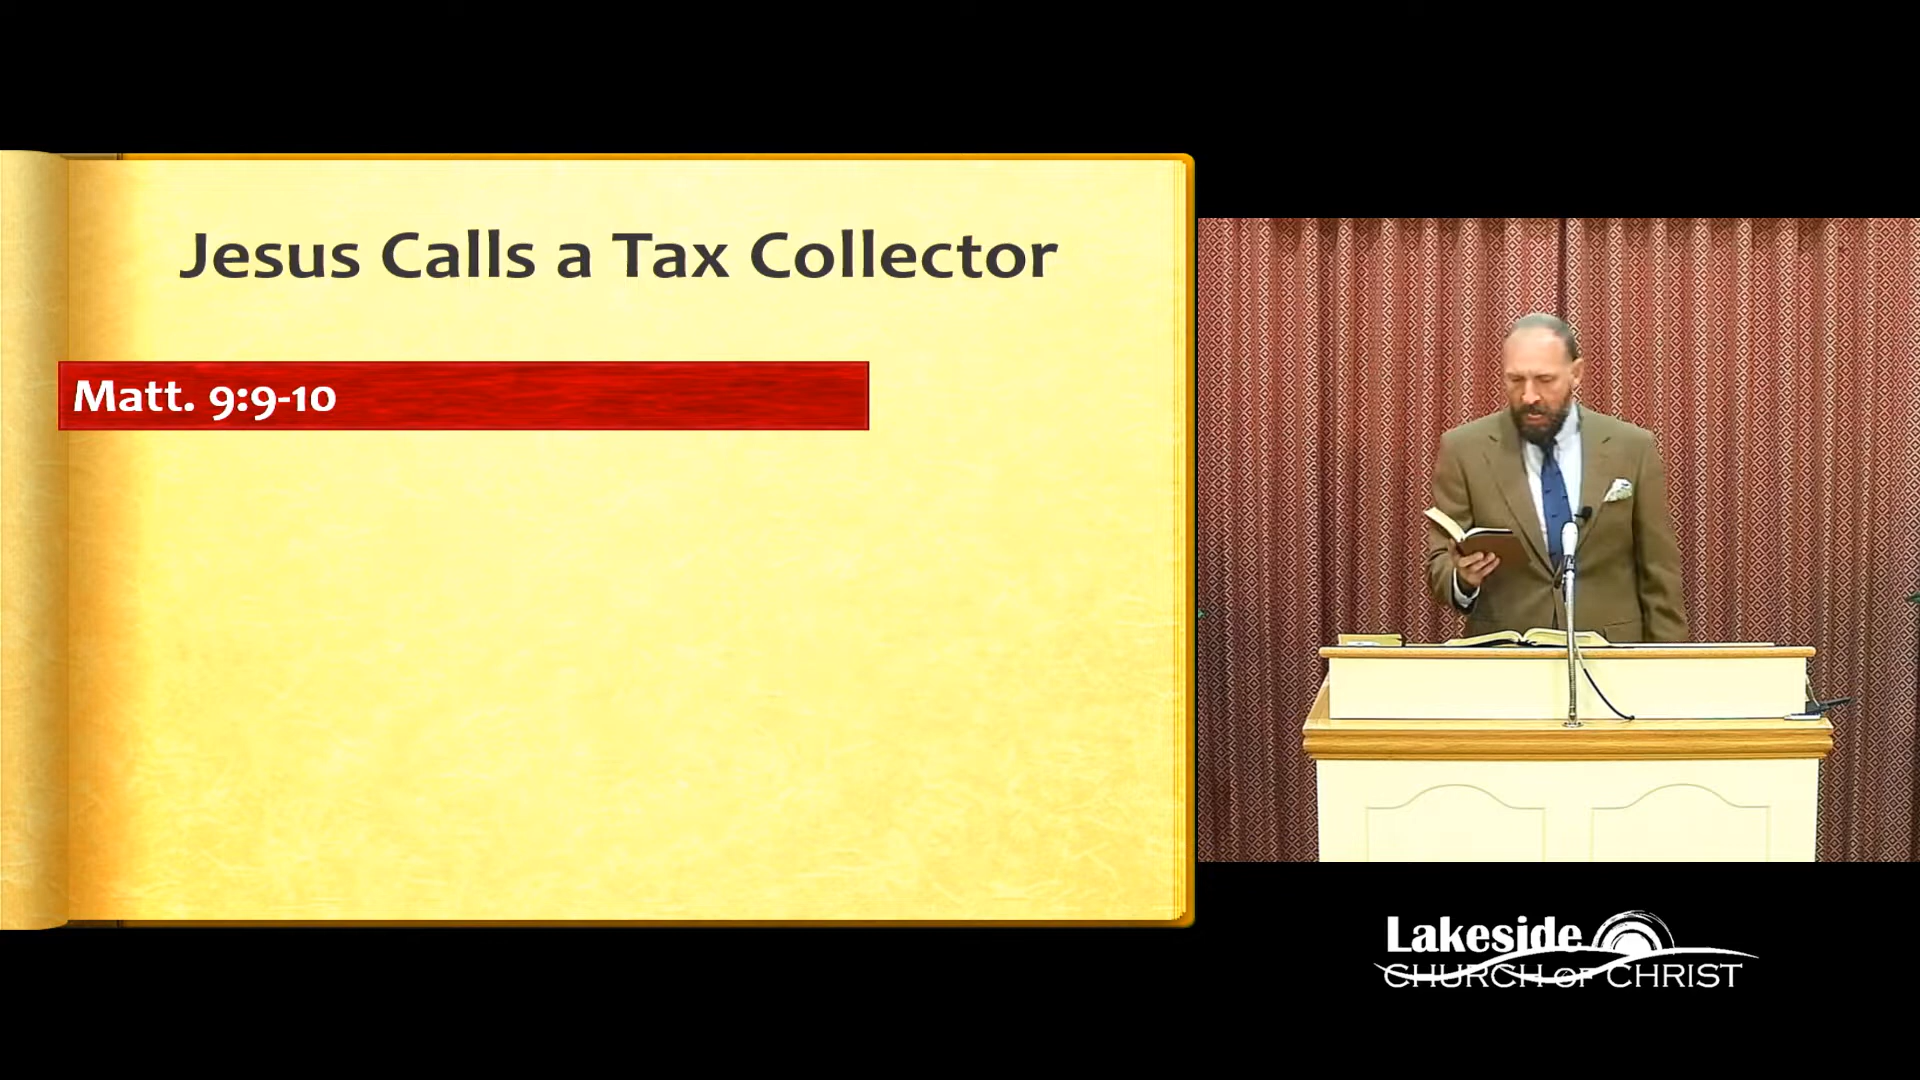 Jesus Calls a Tax Collector
Matt. 9:9-10
Lakeside
CHURCH OF CHRIST